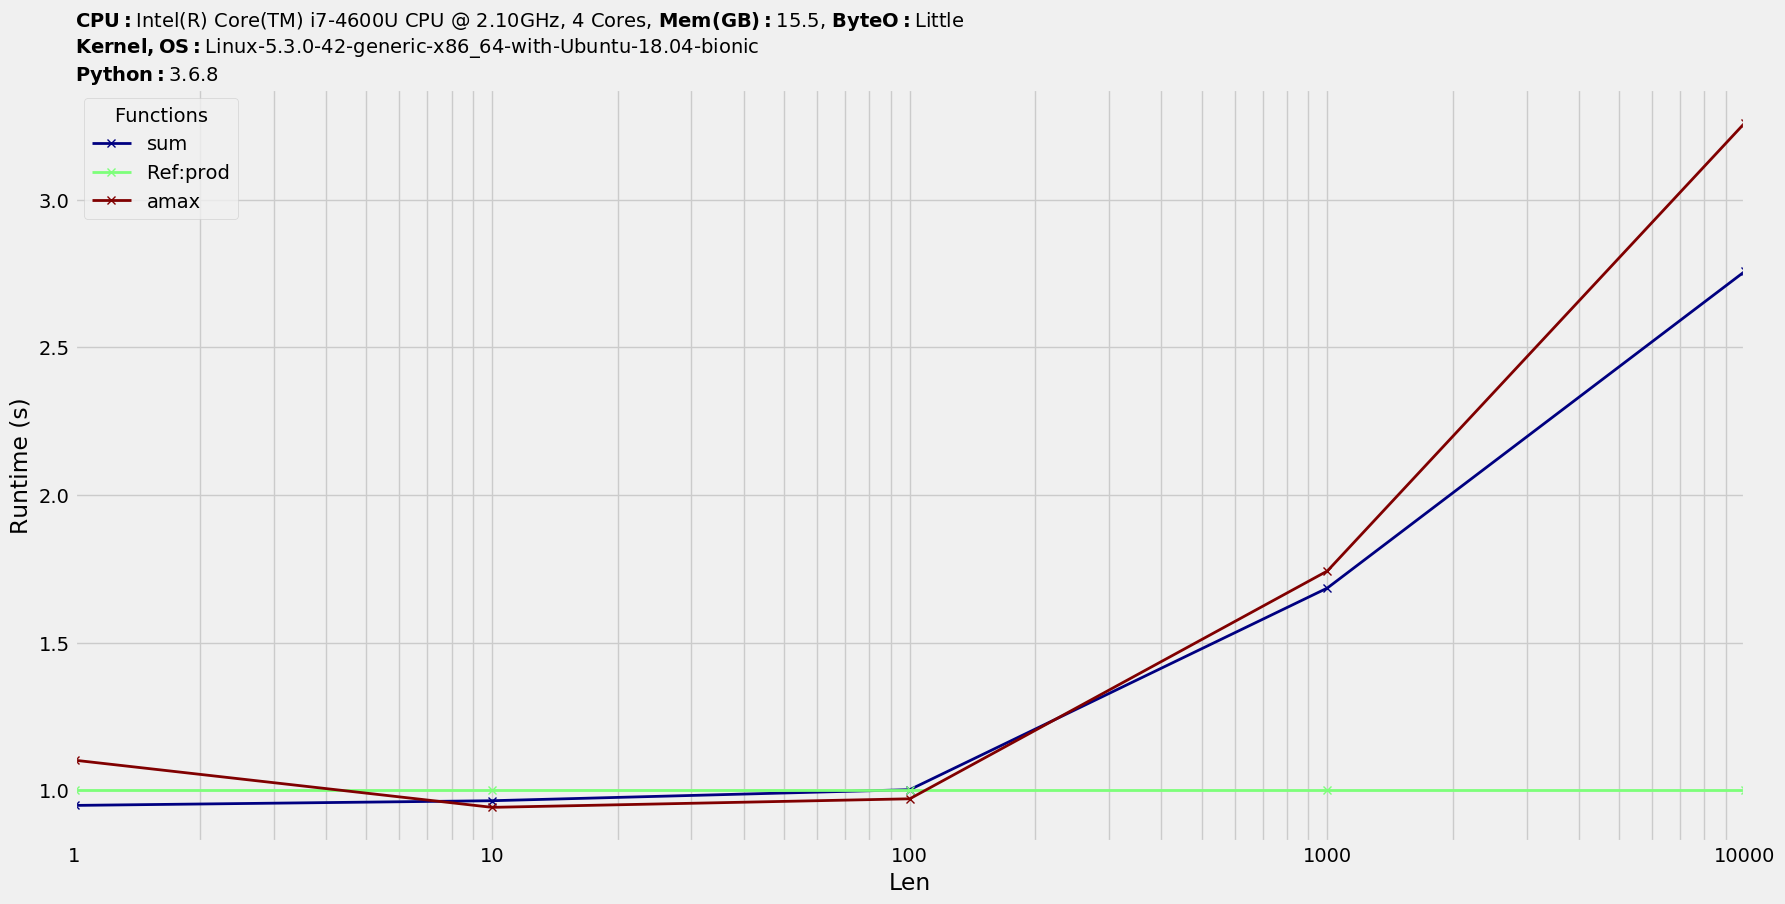 CPU: Intel(R) Core(TM) i7-4600U CPU @ 2.10GHz, 4 Cores, Mem(GB): 15.5, ByteO: Little
Kernel, OS: Linux-5.3.0-42-generic-x86_64-with-Ubuntu-18.04-bionic
Python: 3.6.8
Functions
sum
Ref:prod
amax
3.0
2.5
2.0
1.5
1.0
Runtime (s)
1 10 100 1000 10000
Len